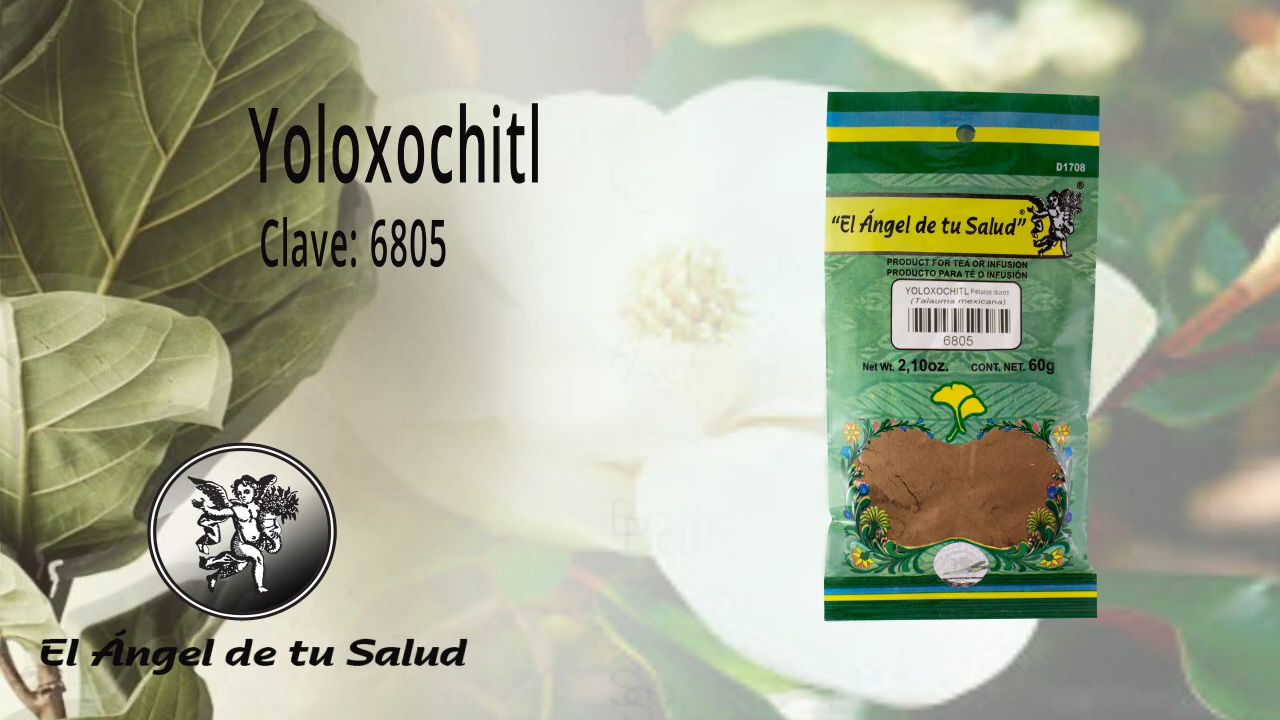 Yoloxochitl
Clave: 6805
El Ángel de tu Salud
D1708
“El Ángel de tu Salud”®
®
PRODUCT FOR TEA OR INFUSION
PRODUCTO PARA TÉ O INFUSIÓN
YOLOXOCHITL Pétalos duros
(Talauma mexicana)
6805
Net Wt. 2,10oz. CONT. NET. 60g